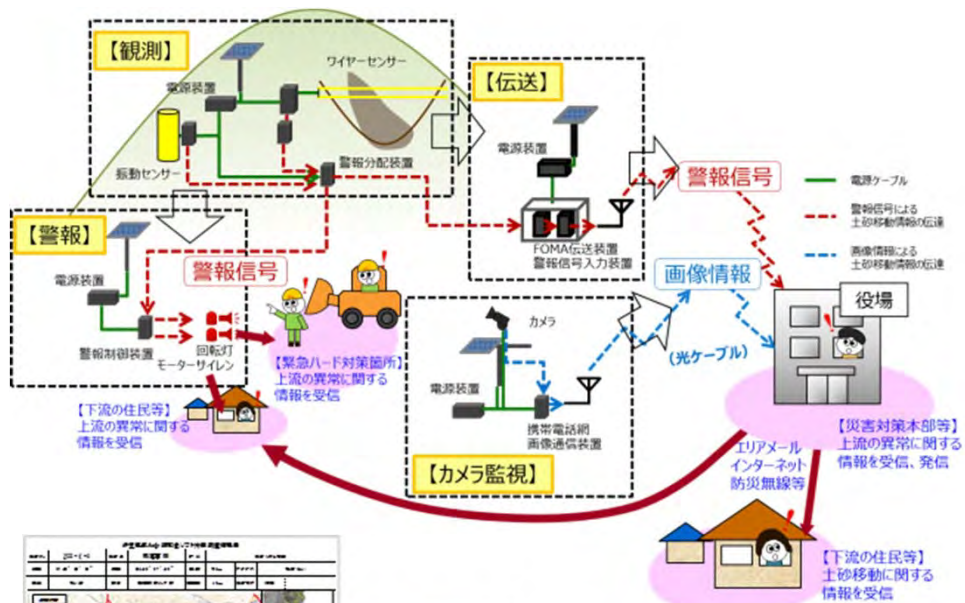 【観測】
ワイヤーセンサー
電源装置
振動センサー
警報分配装置
【伝送】
電源装置
FOMA伝送装置
警報信号入力装置
警報信号
電源ケーブル
警報信号による
土砂移動情報の伝達
画像情報による
土砂移動情報の伝達
【警報】
電源装置
警報制御装置
回転灯
モーターサイレン
警報信号
【緊急ハード対策箇所】
上流の異常に関する
情報を受信
【下流の住民等】
上流の異常に関する
情報を受信
カメラ
電源装置
携帯電話網
画像通信装置
【カメラ監視】
画像情報
(光ケーブル)
役場
【災害対策本部等】
上流の異常に関する
情報を受信、発信
エリアメール
インターネット
防災無線等
【下流の住民等】
土砂移動に関する
情報を受信